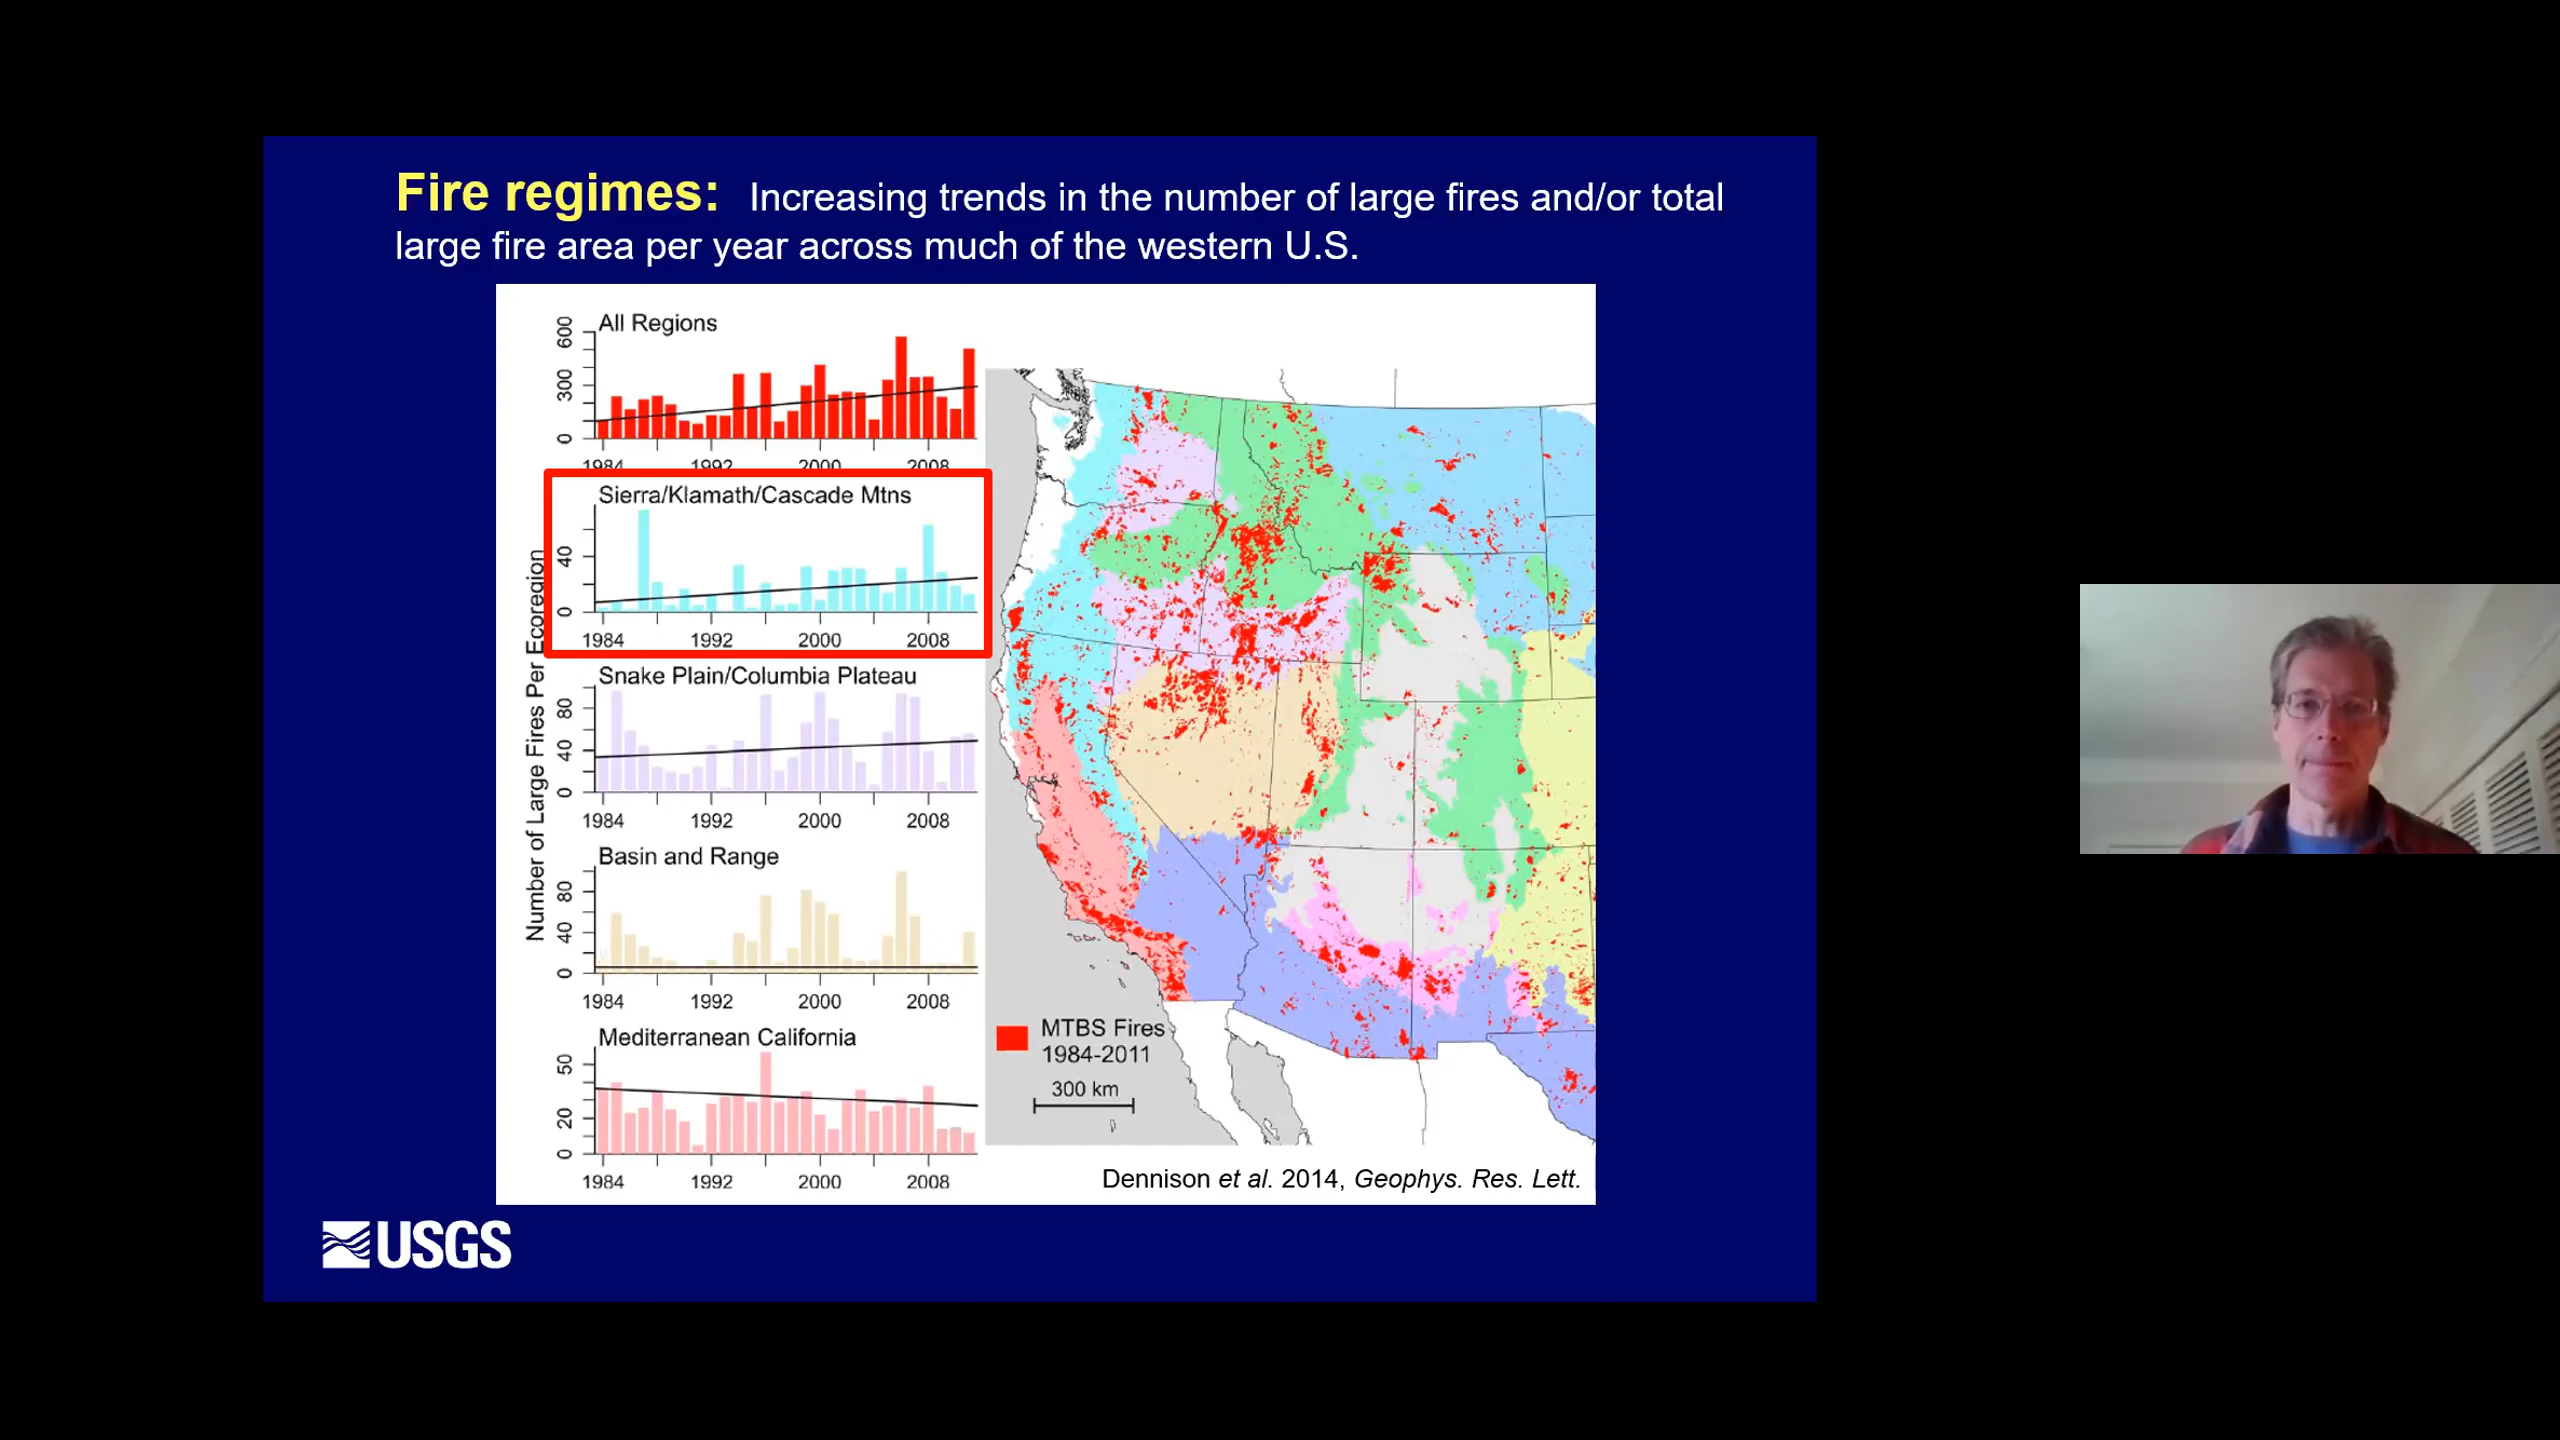 Fire regimes: Increasing trends in the number of large fires and/or total
large fire area per year across much of the western U.S.
Number of Large Fires Per Ecoregion
All Regions
600
300
0
1984 1992 2000 2008
Sierra/Klamath/Cascade Mtns
40
0
1984 1992 2000 2008
Snake Plain/Columbia Plateau
80
40
0
1984 1992 2000 2008
Basin and Range
80
40
0
1984 1992 2000 2008
Mediterranean California
50
20
0
1984 1992 2000 2008
MTBS Fires
1984-2011
300 km
Dennison et al. 2014, Geophys. Res. Lett.
USGS